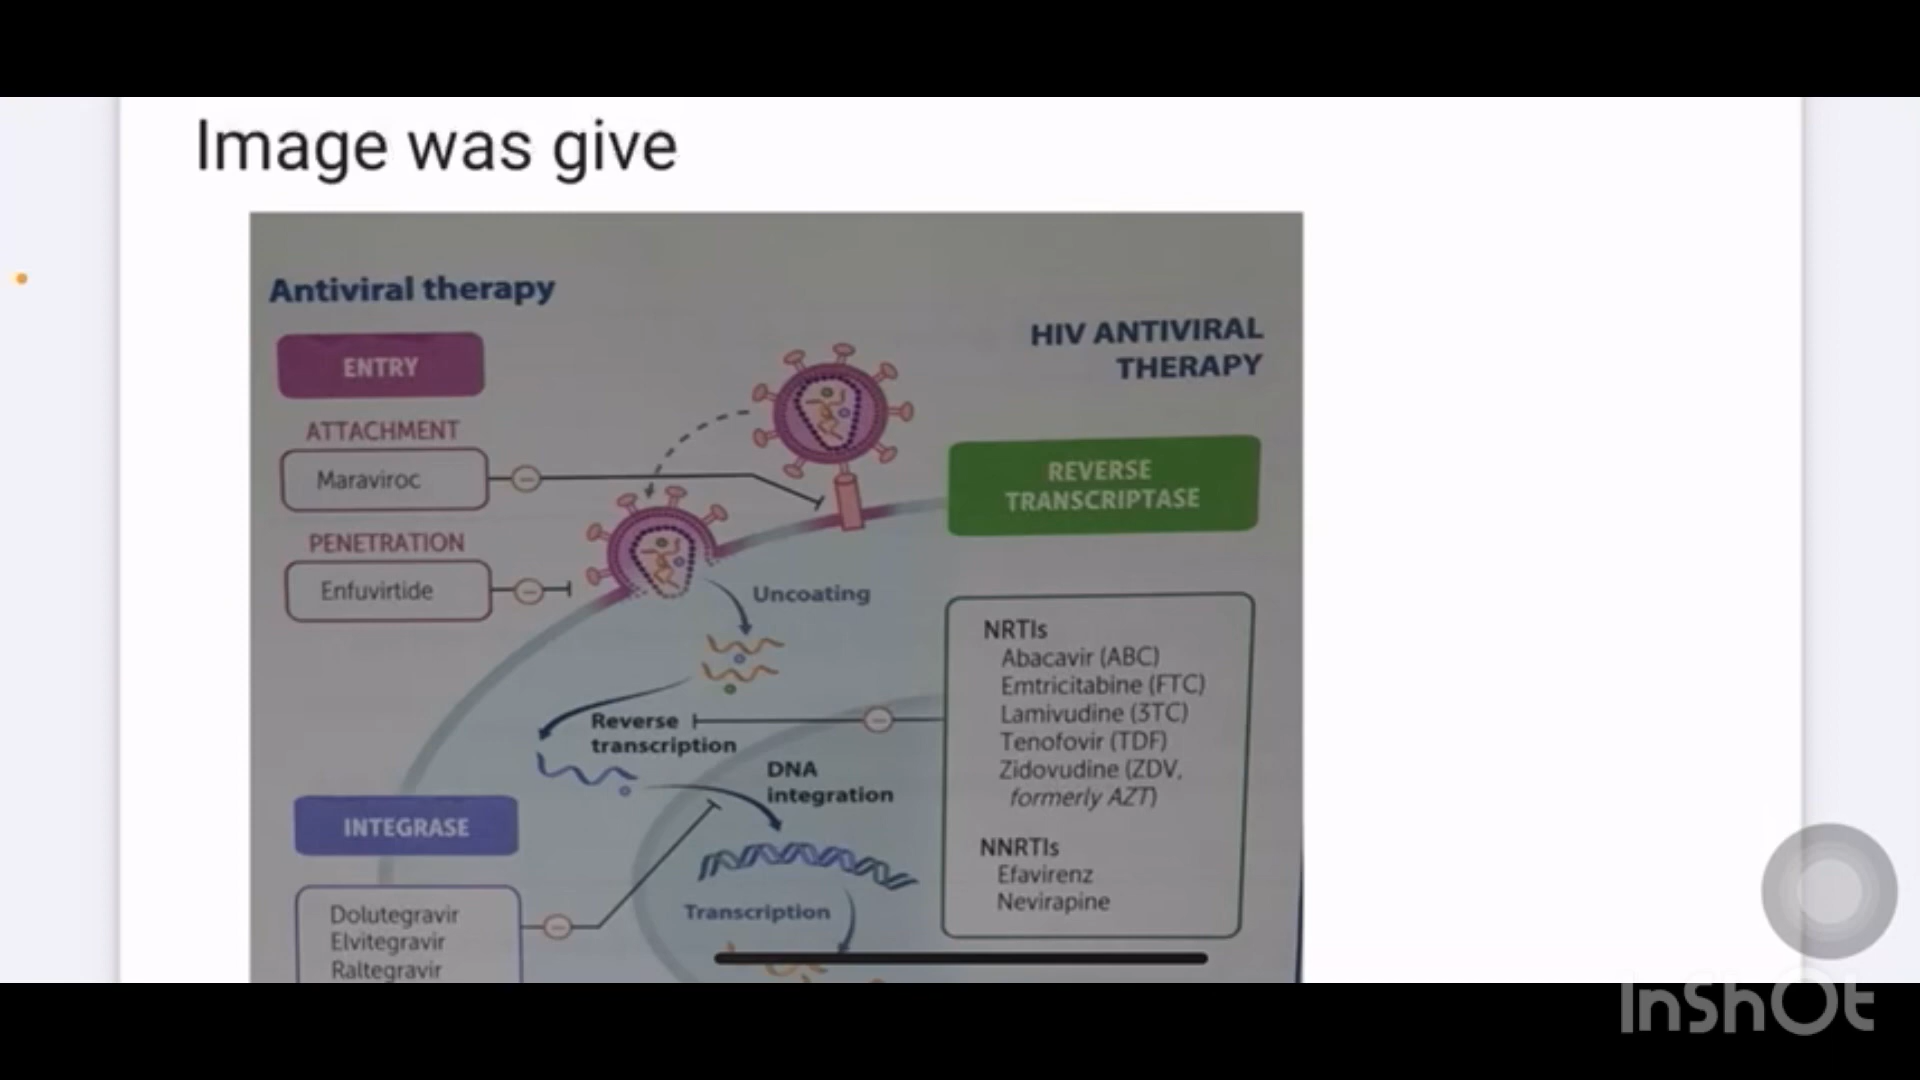 Image was give
Antiviral therapy
HIV ANTIVIRAL
THERAPY
ENTRY
ATTACHMENT
Maraviroc
PENETRATION
Enfuvirtide
REVERSE
TRANSCRIPTASE
Uncoating
NRTIs
Abacavir (ABC)
Emtricitabine (FTC)
Lamivudine (3TC)
Tenofovir (TDF)
Zidovudine (ZDV,
formerly AZT)
NNRTIs
Efavirenz
Nevirapine
Reverse
transcription
DNA
integration
INTEGRASE
Dolutegravir
Elvitegravir
Raltegravir
Transcription
InShOt